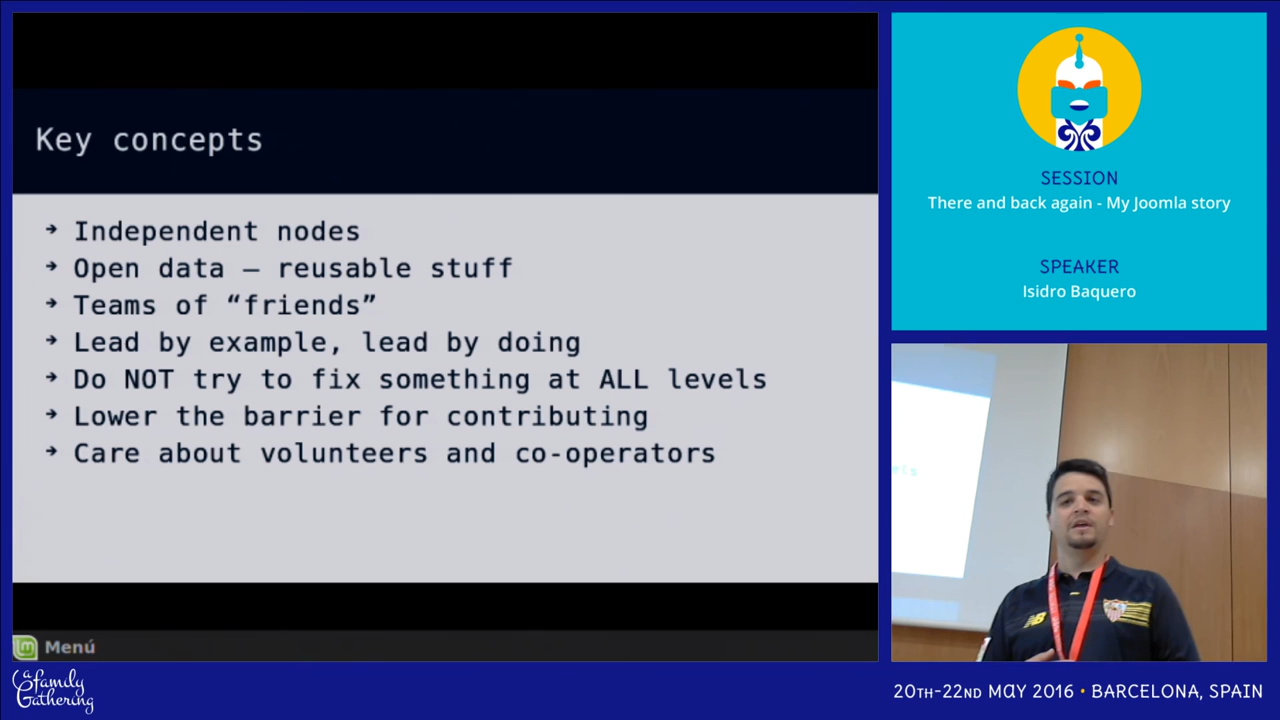 Key concepts
➔ Independent nodes
➔ Open data – reusable stuff
➔ Teams of “friends”
➔ Lead by example, lead by doing
➔ Do NOT try to fix something at ALL levels
➔ Lower the barrier for contributing
➔ Care about volunteers and co-operators
Menú
a family
Gathering
SESSION
There and back again - My Joomla story
SPEAKER
Isidro Baquero
20TH-22ND MAY 2016 • BARCELONA, SPAIN